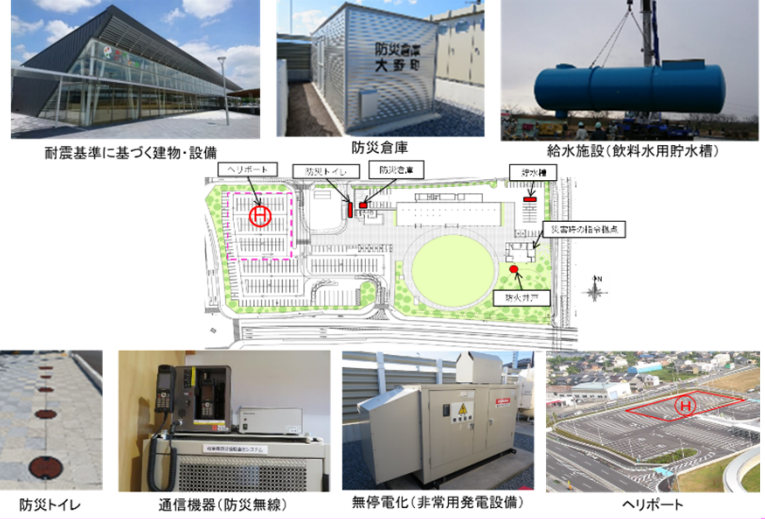 防災倉庫
大野町
耐震基準に基づく建物・設備
防災倉庫
給水施設（飲料水用貯水槽）
ヘリポート
防災トイレ
防災倉庫
貯水槽
H
災害時の指令拠点
防火井戸
N
H
防災トイレ
通信機器（防災無線）
無停電化（非常用発電設備）
ヘリポート